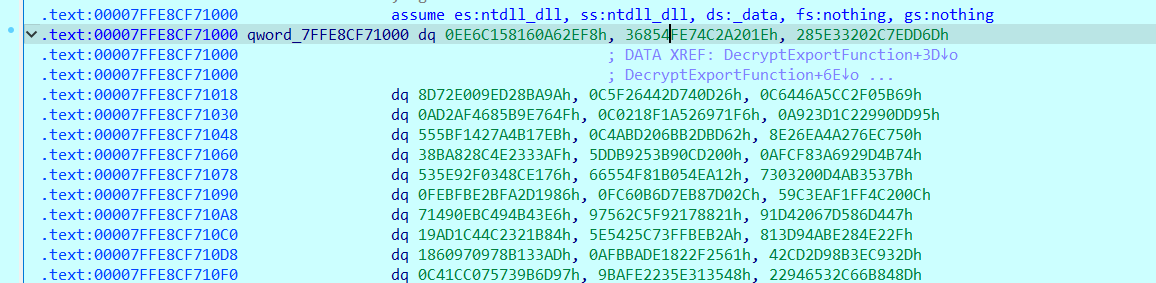 .text:00007FFE8CF71000 assume es:ntdll_dll, ss:ntdll_dll, ds:_data, fs:nothing, gs:nothing
.text:00007FFE8CF71000 qword_7FFE8CF71000 dq 0EE6C158160A62EF8h, 36854FE74C2A201Eh, 285E33202C7EDD6Dh
.text:00007FFE8CF71000 ; DATA XREF: DecryptExportFunction+3D↓o
.text:00007FFE8CF71000 ; DecryptExportFunction+6E↓o ...
.text:00007FFE8CF71018 dq 8D72E009ED28BA9Ah, 0C5F26442D740D26h, 0C6446A5CC2F05B69h
.text:00007FFE8CF71030 dq 0AD2AF4685B9E764Fh, 0C0218F1A526971F6h, 0A923D1C22990DD95h
.text:00007FFE8CF71048 dq 555BF1427A4B17EBh, 0C4ABD206BB2DBD62h, 8E26EA4A276EC750h
.text:00007FFE8CF71060 dq 38BA828C4E2333AFh, 5DDB9253B90CD200h, 0AFCF83A6929D4B74h
.text:00007FFE8CF71078 dq 535E92F0348CE176h, 66554F81B054EA12h, 7303200D4AB3537Bh
.text:00007FFE8CF71090 dq 0FEBFBE2BFA2D1986h, 0FC60B6D7EB87D02Ch, 59C3EAF1FF4C200Ch
.text:00007FFE8CF710A8 dq 71490EBC494B43E6h, 97562C5F92178821h, 91D42067D586D447h
.text:00007FFE8CF710C0 dq 19AD1C44C2321B84h, 5E5425C73FFBEB2Ah, 813D94ABE284E22Fh
.text:00007FFE8CF710D8 dq 1860970978B133ADh, 0AFBBADE1822F2561h, 42CD2D98B3EC932Dh
.text:00007FFE8CF710F0 dq 0C41CC075739B6D97h, 9BAFE2235E313548h, 22946532C66B848Dh